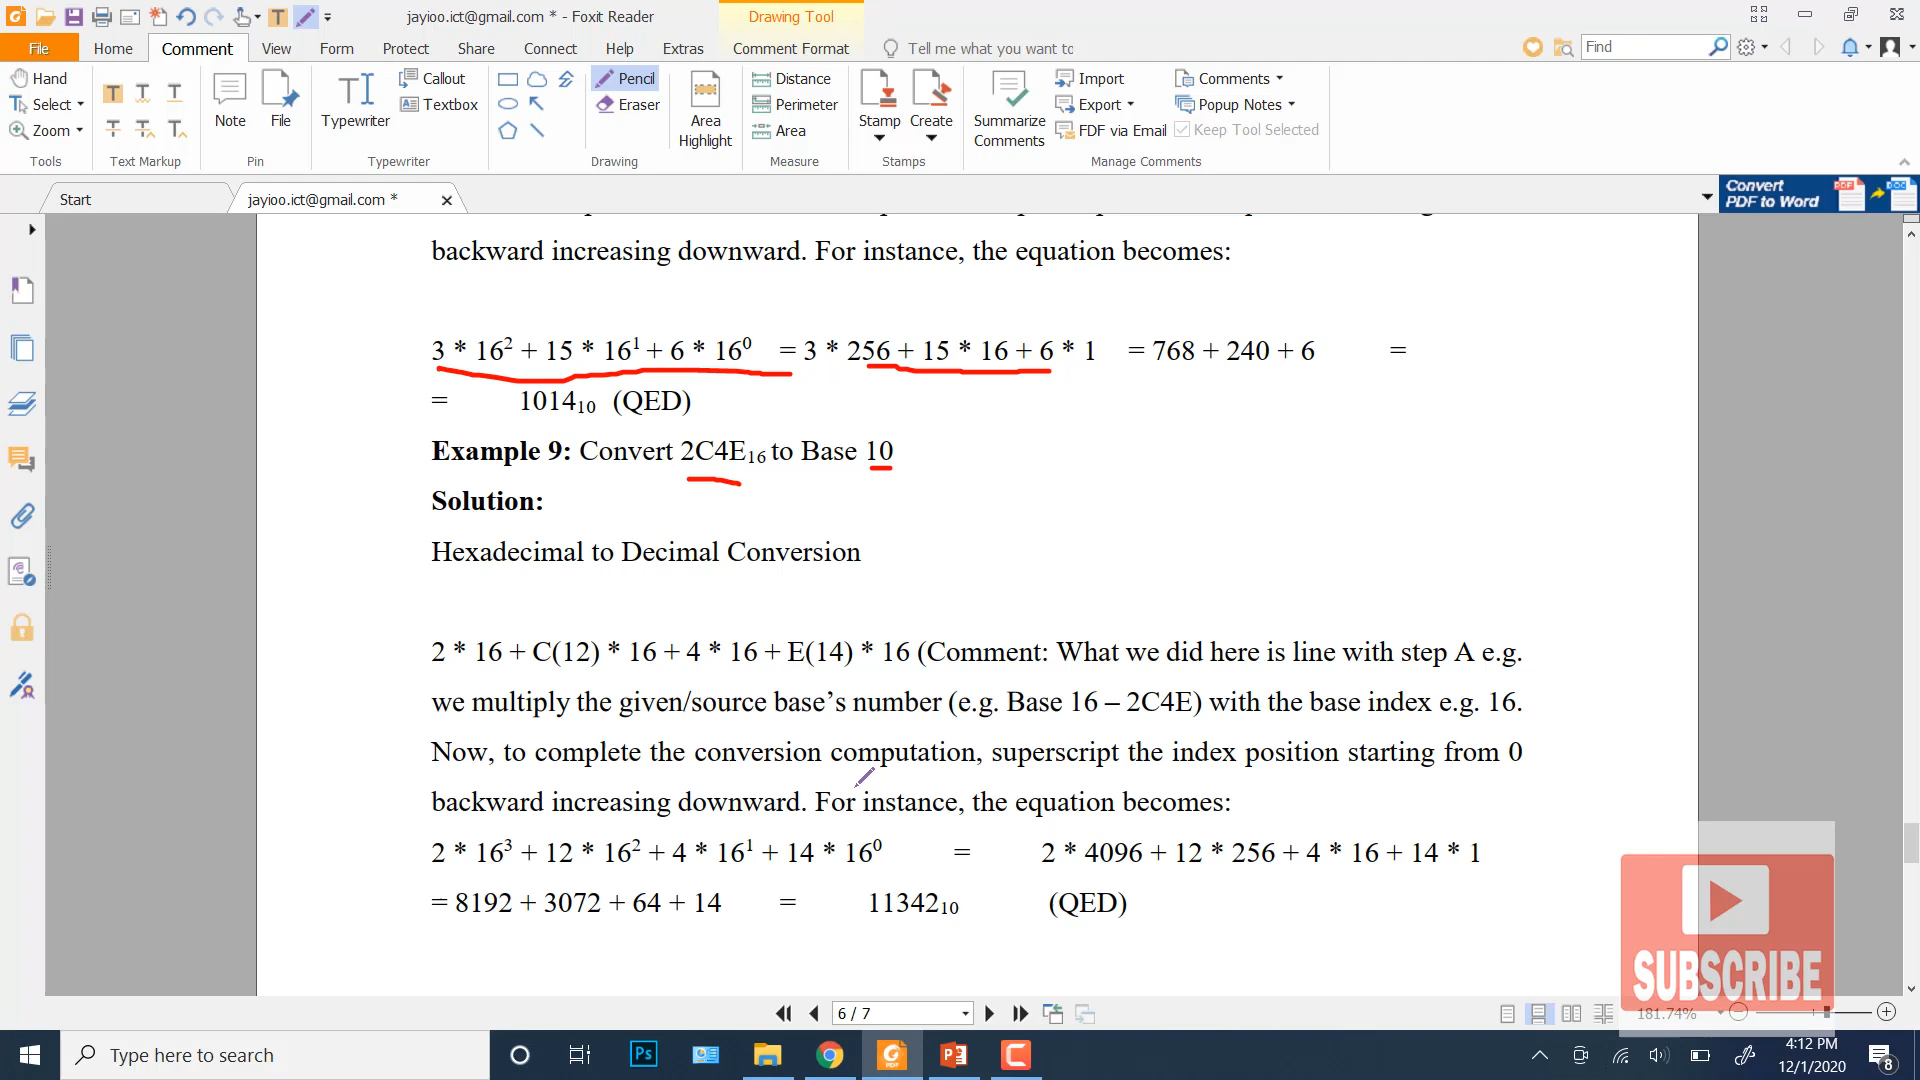 jayioo.ict@gmail.com * - Foxit Reader
Drawing Tool
File Home Comment View Form Protect Share Connect Help Extras Comment Format Tell me what you want to Find
Hand
Select
Zoom
Tools
Text Markup
Note
File
Pin
Typewriter
Typewriter
Callout
Textbox
Pencil
Eraser
Drawing
Area
Highlight
Distance
Perimeter
Area
Measure
Stamp
Create
Stamps
Summarize
Comments
Import
Export
FDF via Email
Comments
Popup Notes
Keep Tool Selected
Manage Comments
Start
jayioo.ict@gmail.com *
Convert
PDF to Word
backward increasing downward. For instance, the equation becomes:
3 * 16² + 15 * 16¹ + 6 * 16⁰ = 3 * 256 + 15 * 16 + 6 * 1 = 768 + 240 + 6 =
= 1014₁₀ (QED)
Example 9: Convert 2C4E₁₆ to Base 10
Solution:
Hexadecimal to Decimal Conversion
2 * 16 + C(12) * 16 + 4 * 16 + E(14) * 16 (Comment: What we did here is line with step A e.g.
we multiply the given/source base’s number (e.g. Base 16 – 2C4E) with the base index e.g. 16.
Now, to complete the conversion computation, superscript the index position starting from 0
backward increasing downward. For instance, the equation becomes:
2 * 16³ + 12 * 16² + 4 * 16¹ + 14 * 16⁰ = 2 * 4096 + 12 * 256 + 4 * 16 + 14 * 1
= 8192 + 3072 + 64 + 14 = 11342₁₀ (QED)
SUBSCRIBE
6 / 7
181.74%
Type here to search
4:12 PM
12/1/2020
8